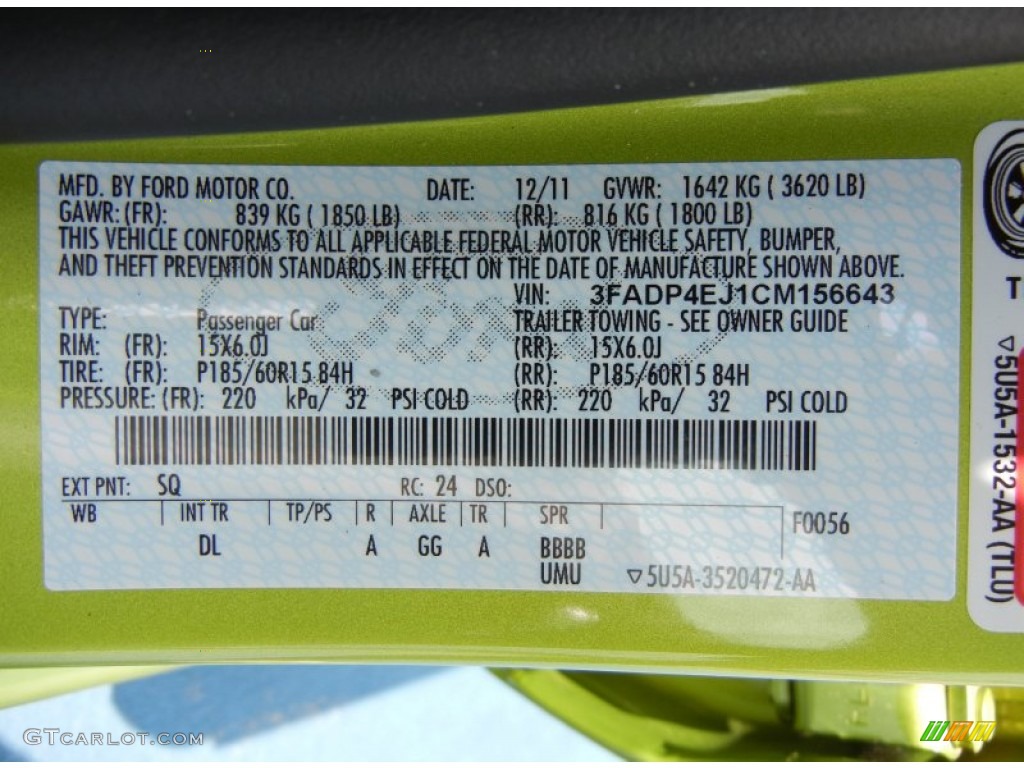 MFD. BY FORD MOTOR CO. DATE: 12/11 GVWR: 1642 KG ( 3620 LB)
GAWR: (FR): 839 KG ( 1850 LB) (RR): 816 KG ( 1800 LB)
THIS VEHICLE CONFORMS TO ALL APPLICABLE FEDERAL MOTOR VEHICLE SAFETY, BUMPER,
AND THEFT PREVENTION STANDARDS IN EFFECT ON THE DATE OF MANUFACTURE SHOWN ABOVE.
VIN: 3FADP4EJ1CM156643
TYPE: Passenger Car TRAILER TOWING - SEE OWNER GUIDE
RIM: (FR): 15X6.0J (RR): 15X6.0J
TIRE: (FR): P185/60R15 84H (RR): P185/60R15 84H
PRESSURE: (FR): 220 kPa/ 32 PSI COLD (RR): 220 kPa/ 32 PSI COLD
EXT PNT: SQ RC: 24 DSO:
WB INT TR TP/PS R AXLE TR SPR F0056
DL A GG A BBBB
UMU ▽5U5A-3520472-AA
T
▽5U5A-1532-AA (TLU)
GTCARLOT.COM